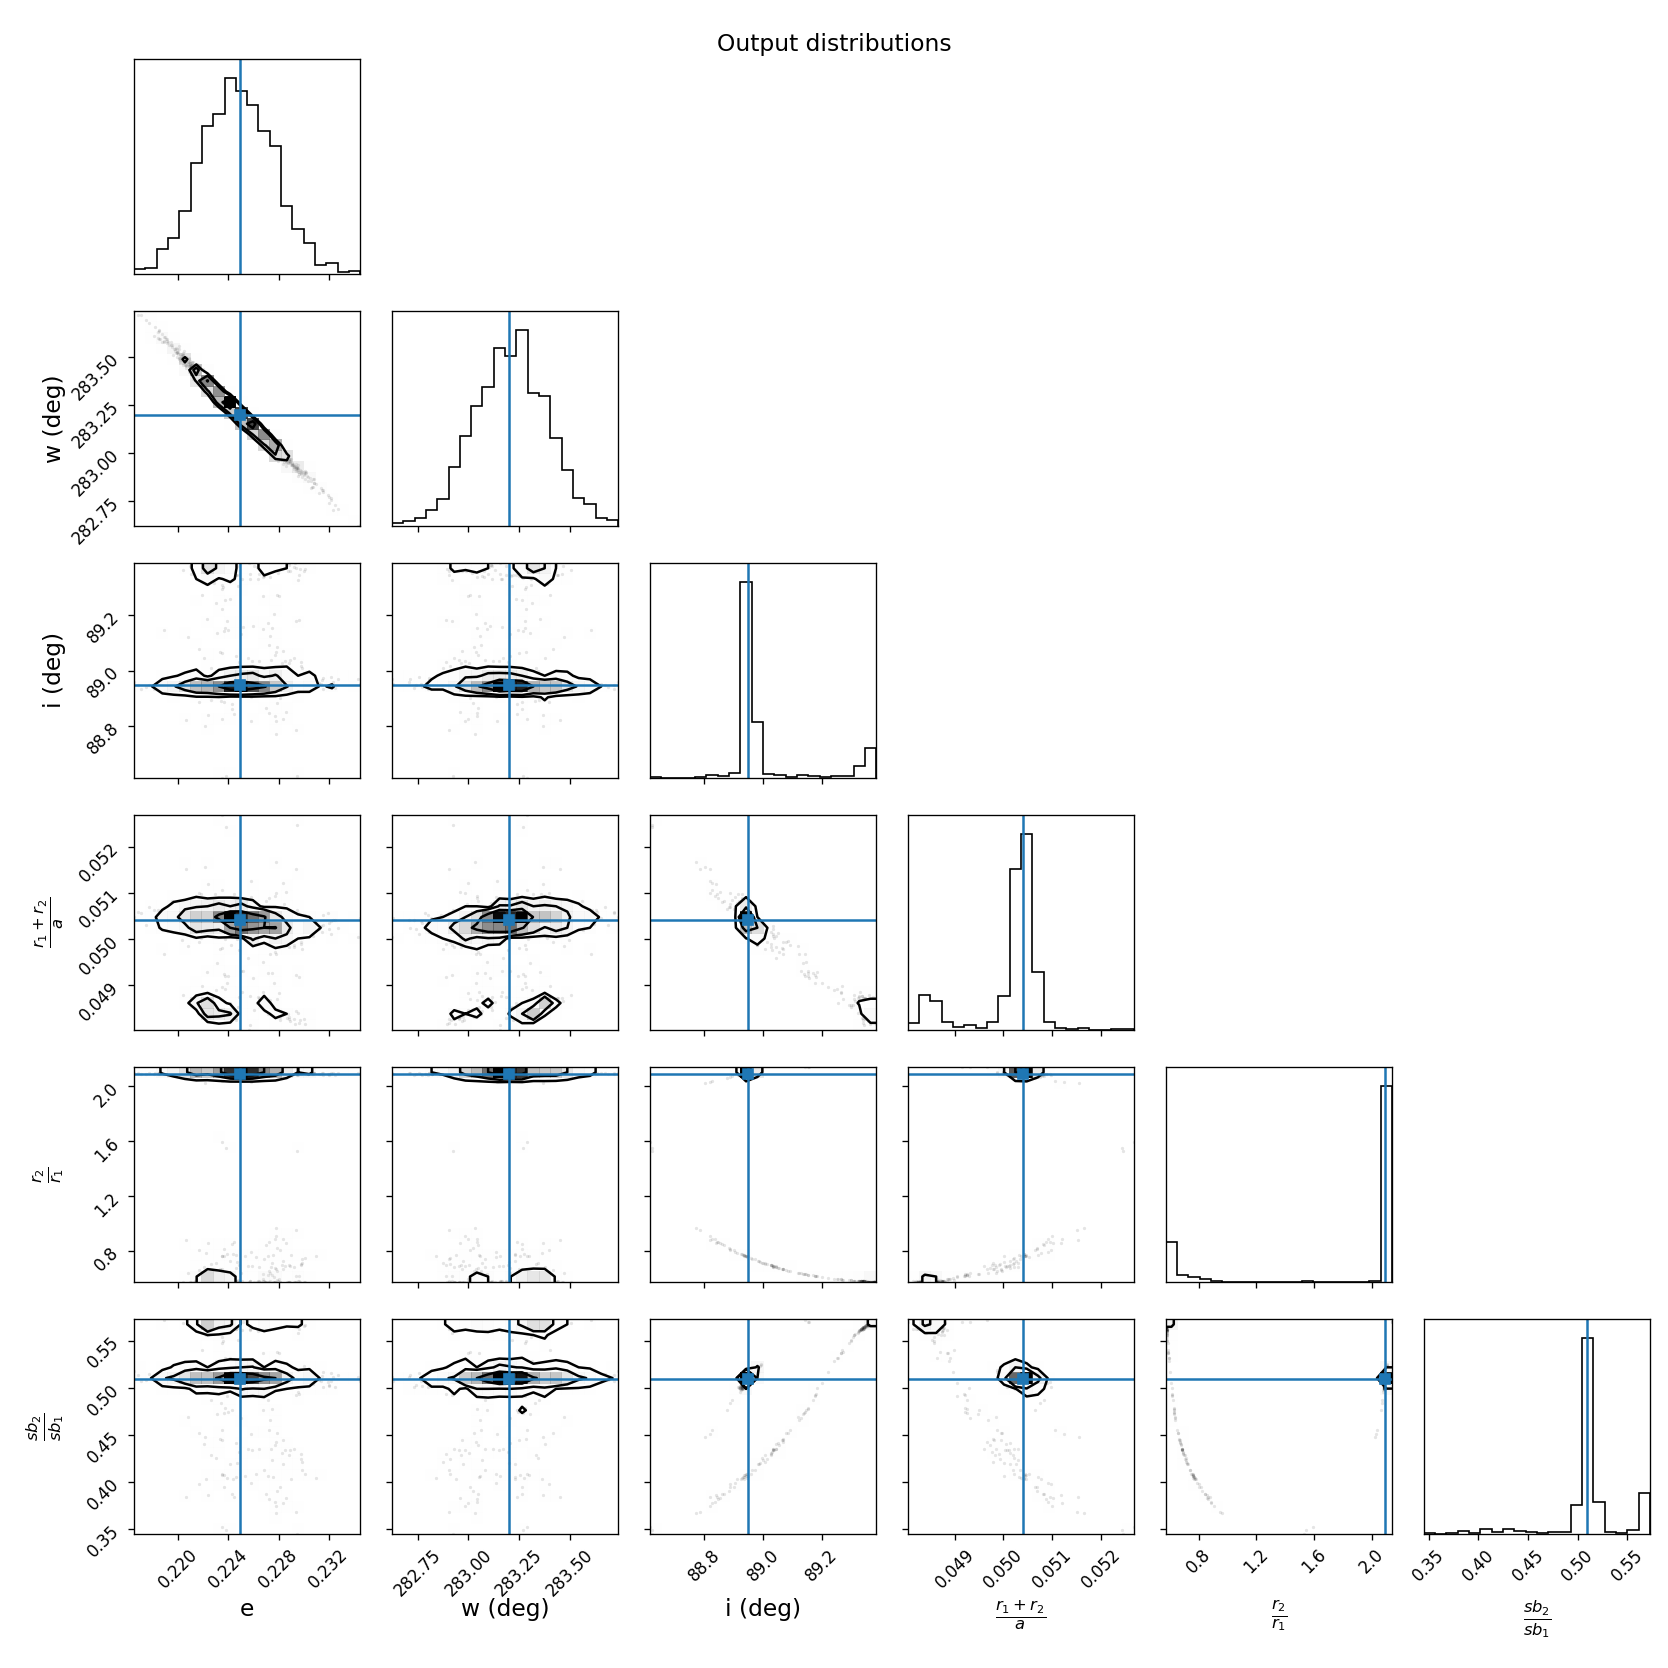 Output distributions
283.50
283.25
283.00
282.75
w (deg)
89.2
89.0
88.8
i (deg)
0.052
0.051
0.050
0.049
r₁ + r₂
a
2.0
1.6
1.2
0.8
r₂
r₁
0.55
0.50
0.45
0.40
0.35
sb₂
sb₁
0.220 0.224 0.228 0.232
e
282.75 283.00 283.25 283.50
w (deg)
88.8 89.0 89.2
i (deg)
0.049 0.050 0.051 0.052
r₁ + r₂
a
0.8 1.2 1.6 2.0
r₂
r₁
0.35 0.40 0.45 0.50 0.55
sb₂
sb₁